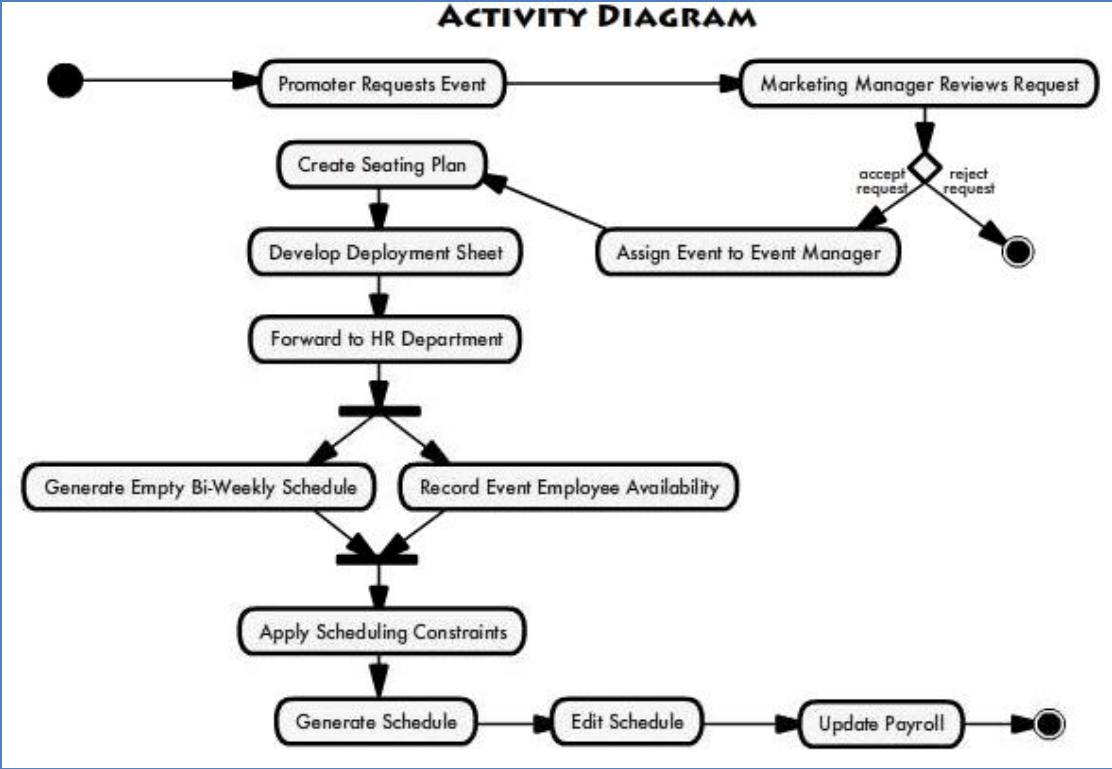 ACTIVITY DIAGRAM
Promoter Requests Event
Marketing Manager Reviews Request
accept
request
reject
request
Create Seating Plan
Assign Event to Event Manager
Develop Deployment Sheet
Forward to HR Department
Generate Empty Bi-Weekly Schedule
Record Event Employee Availability
Apply Scheduling Constraints
Generate Schedule
Edit Schedule
Update Payroll